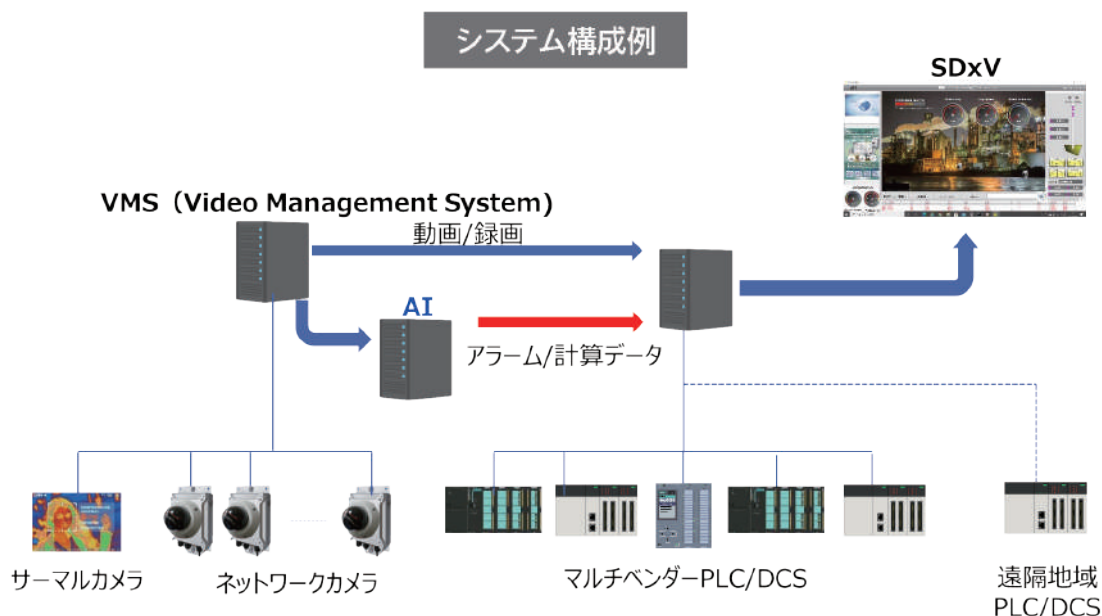 システム構成例
SDxV
VMS（Video Management System)
動画/録画
AI
アラーム/計算データ
サーマルカメラ
ネットワークカメラ
マルチベンダーPLC/DCS
遠隔地域
PLC/DCS